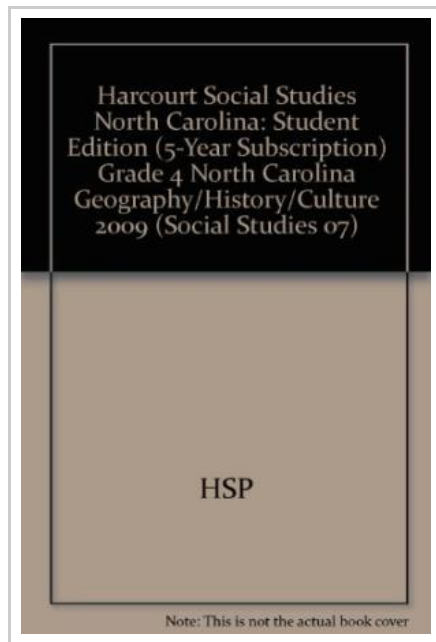 Harcourt Social Studies
North Carolina: Student
Edition (5-Year Subscription)
Grade 4 North Carolina
Geography/History/Culture
2009 (Social Studies 07)
HSP
Note: This is not the actual book cover